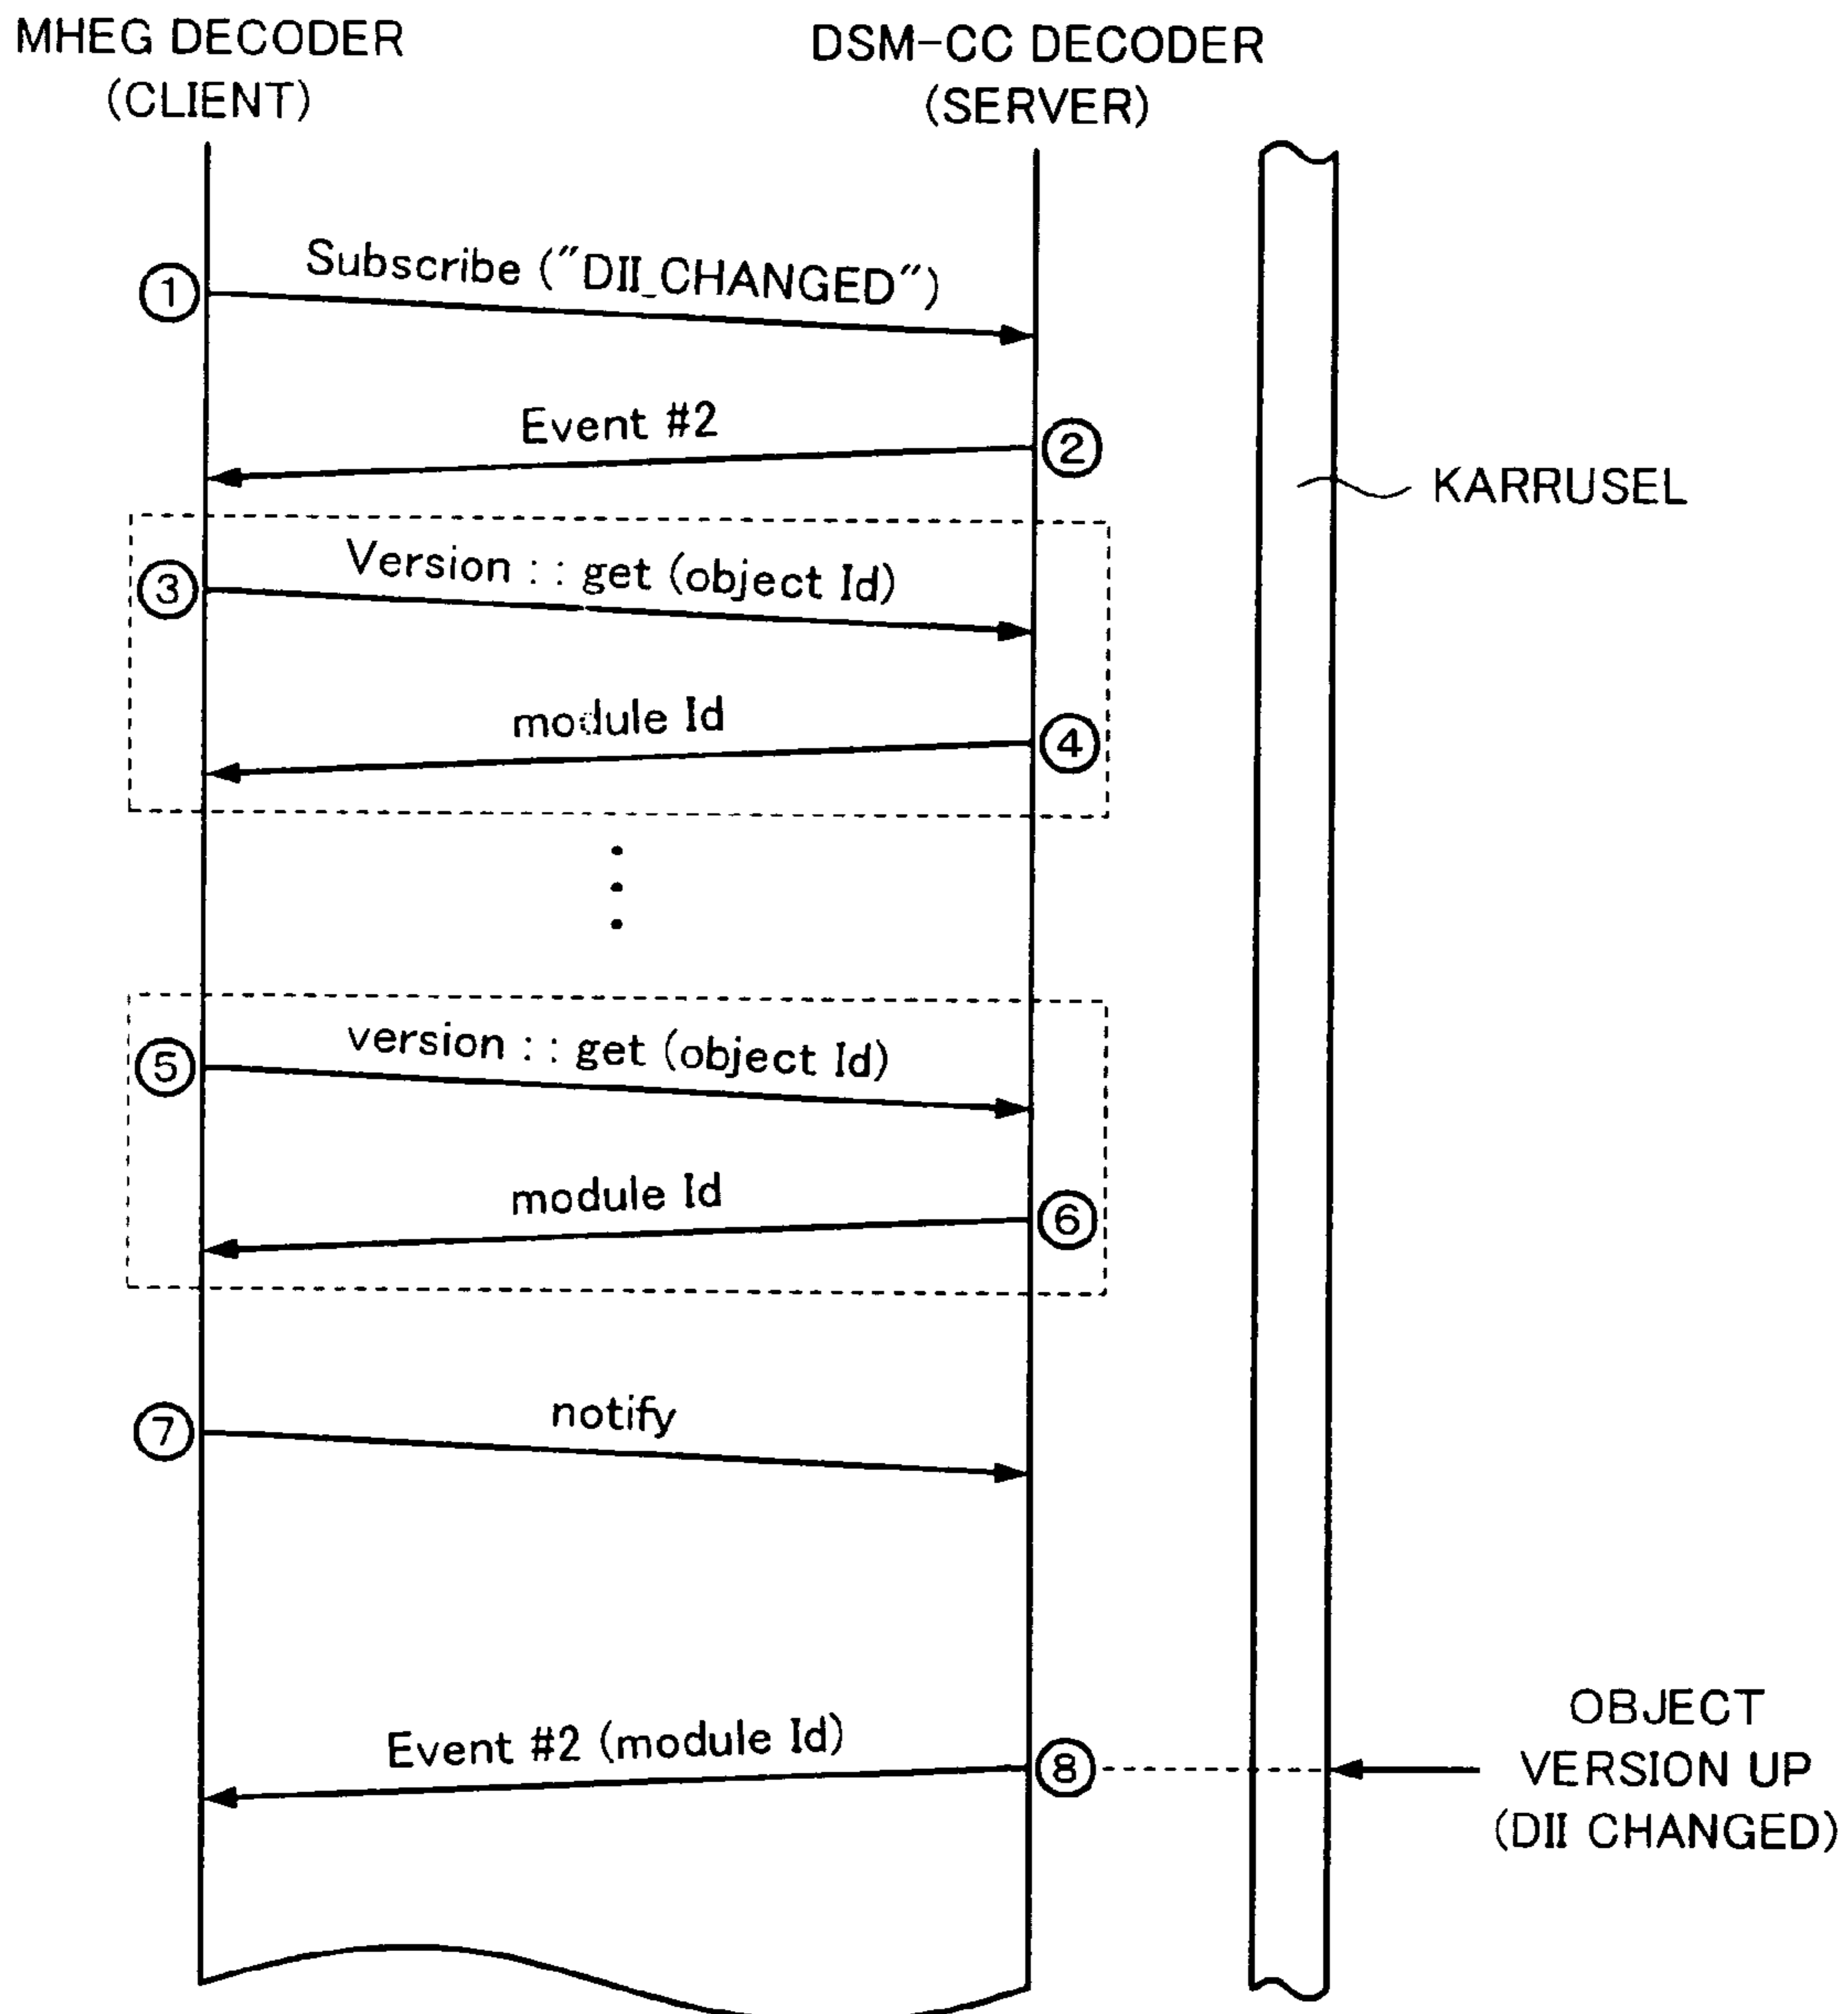 MHEG DECODER
(CLIENT)
DSM-CC DECODER
(SERVER)
① Subscribe ("DII_CHANGED")
Event #2 ②
KARRUSEL
③ Version : : get (object Id)
module Id ④
⑤ version : : get (object Id)
module Id ⑥
⑦ notify
Event #2 (module Id) ⑧
OBJECT
VERSION UP
(DII CHANGED)